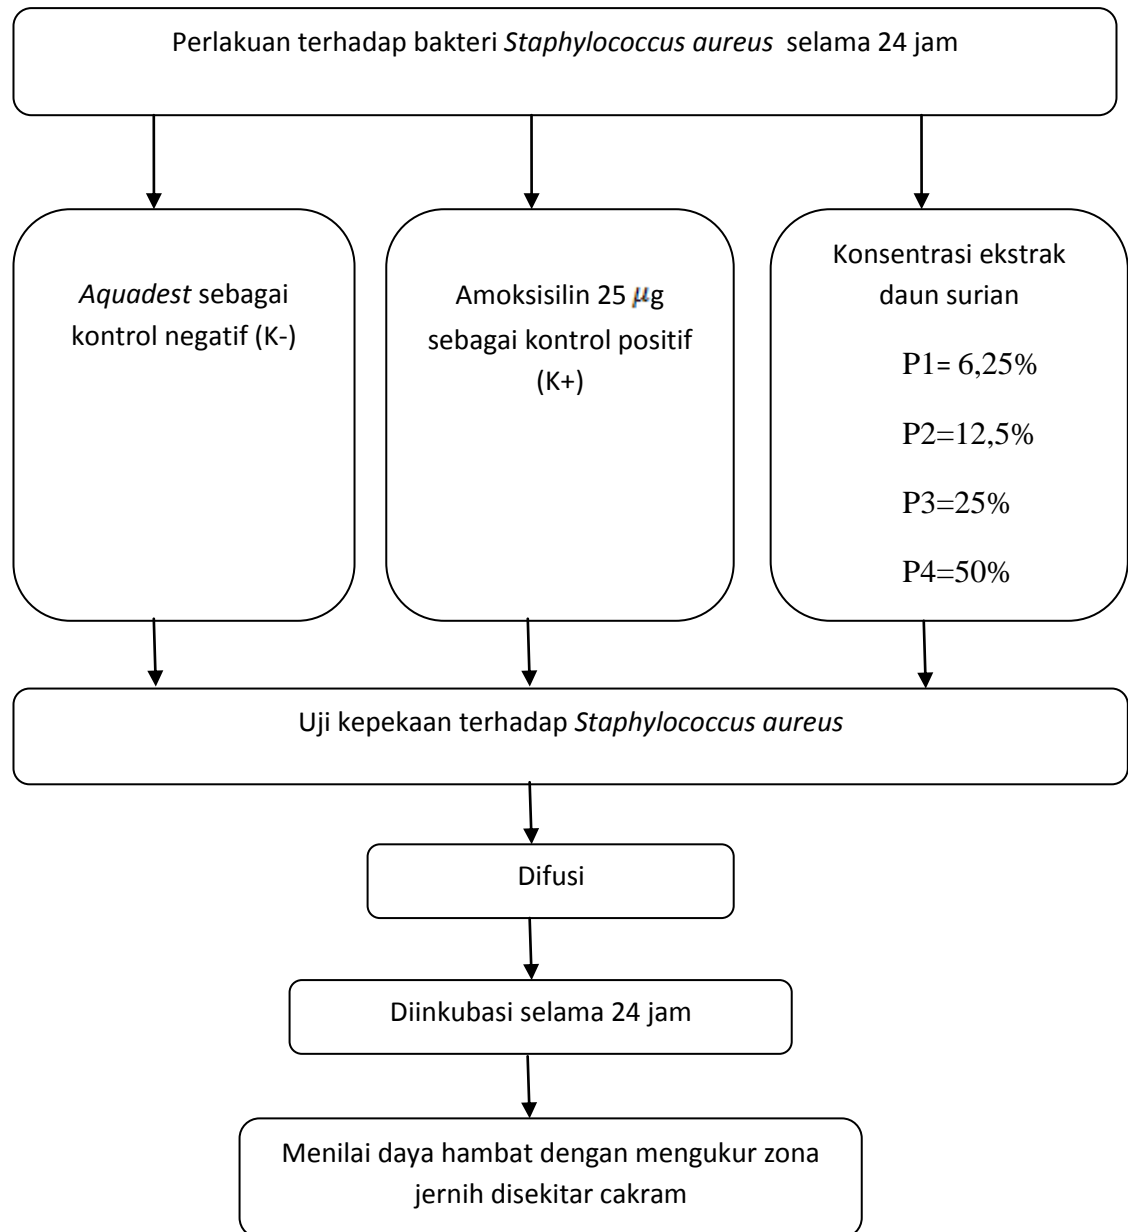 Perlakuan terhadap bakteri Staphylococcus aureus selama 24 jam
Aquadest sebagai
kontrol negatif (K-)
Amoksisilin 25 μg
sebagai kontrol positif
(K+)
Konsentrasi ekstrak
daun surian
P1= 6,25%
P2=12,5%
P3=25%
P4=50%
Uji kepekaan terhadap Staphylococcus aureus
Difusi
Diinkubasi selama 24 jam
Menilai daya hambat dengan mengukur zona
jernih disekitar cakram